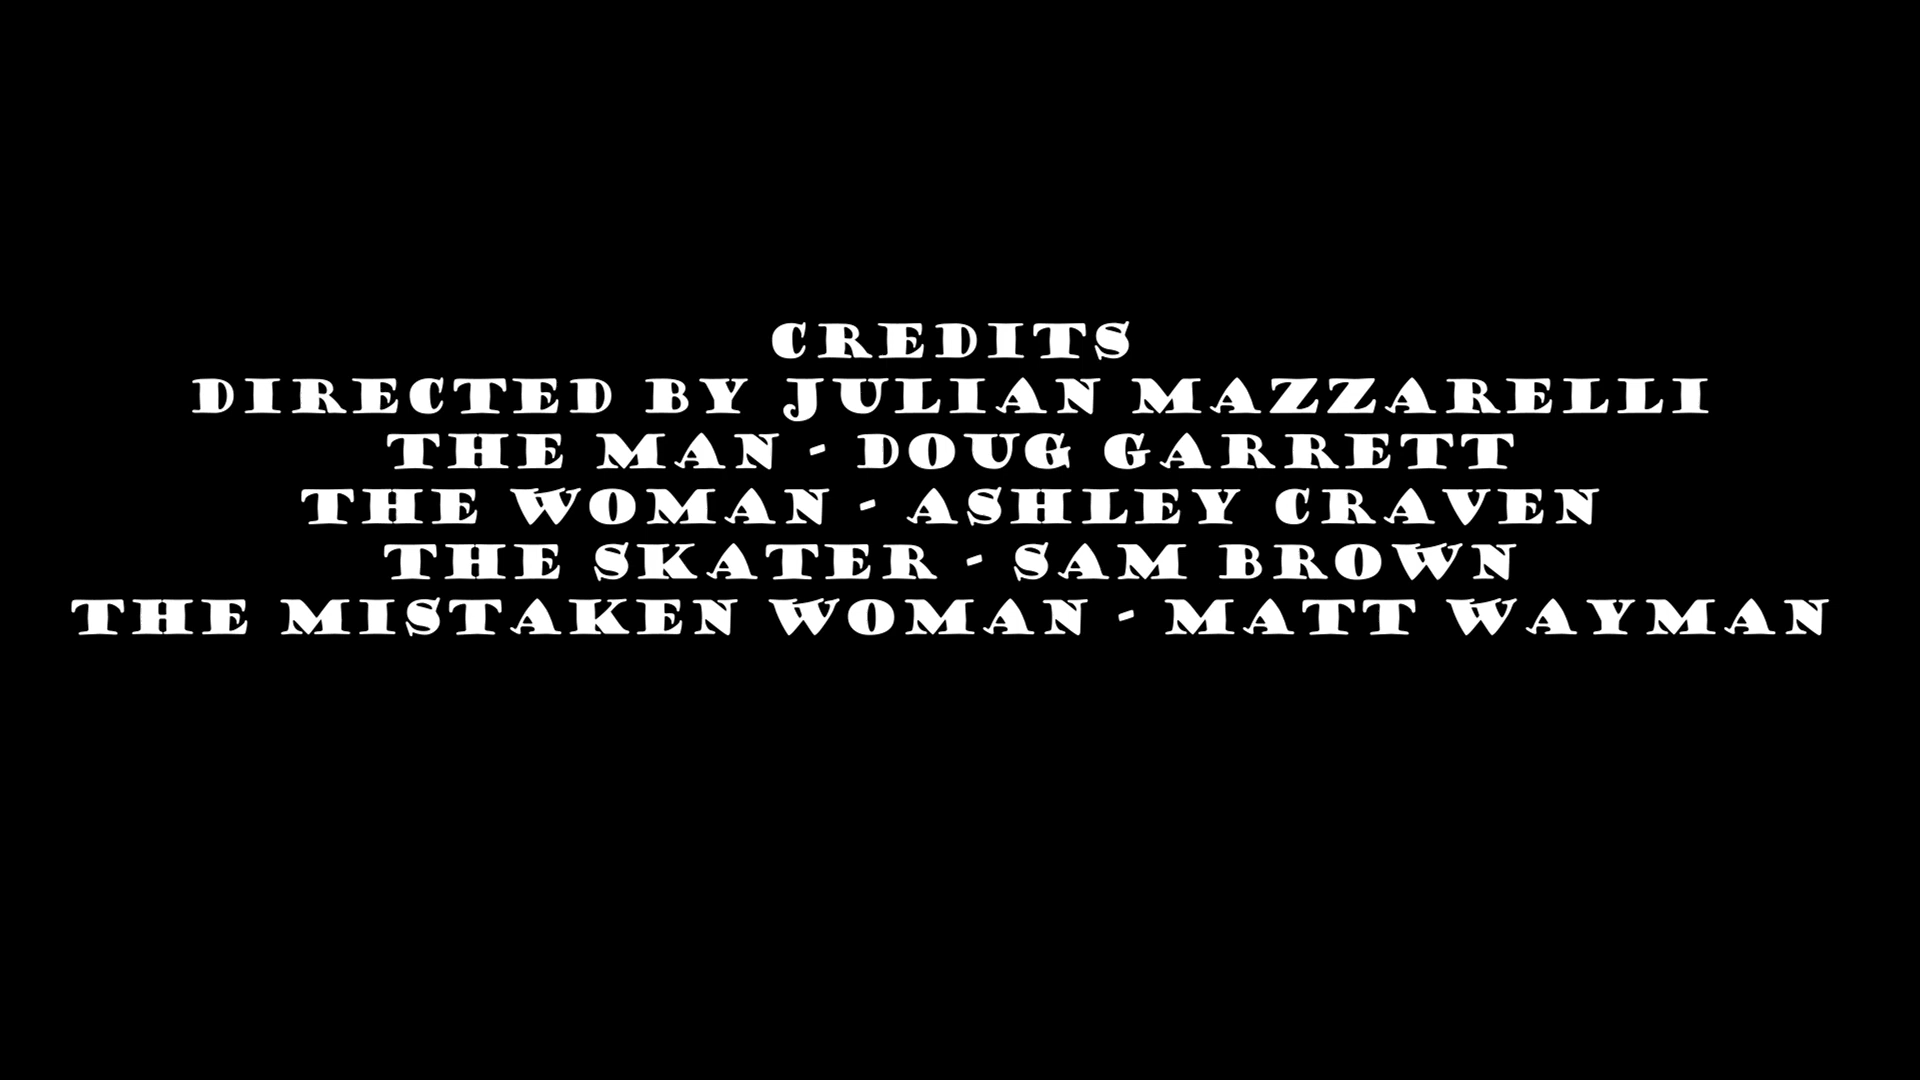 CREDITS
DIRECTED BY JULIAN MAZZARELLI
THE MAN - DOUG GARRETT
THE WOMAN - ASHLEY CRAVEN
THE SKATER - SAM BROWN
THE MISTAKEN WOMAN - MATT WAYMAN